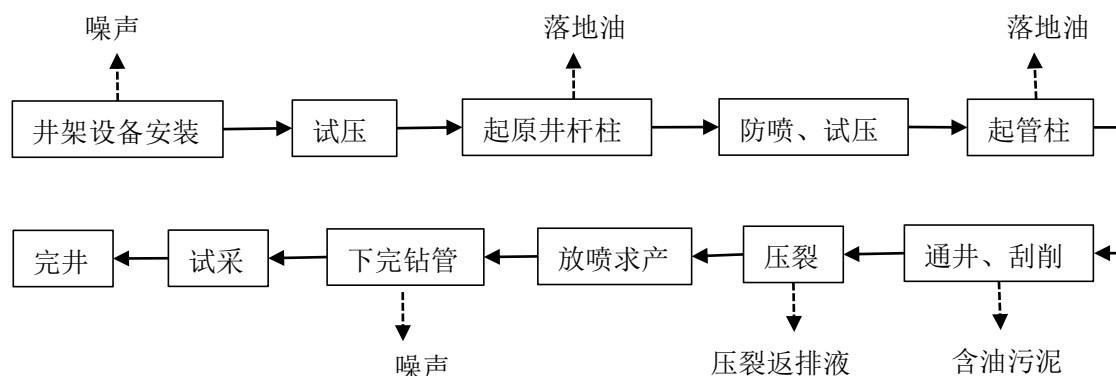 噪声
落地油
落地油
井架设备安装
试压
起原井杆柱
防喷、试压
起管柱
完井
试采
下完钻管
放喷求产
压裂
通井、刮削
噪声
压裂返排液
含油污泥